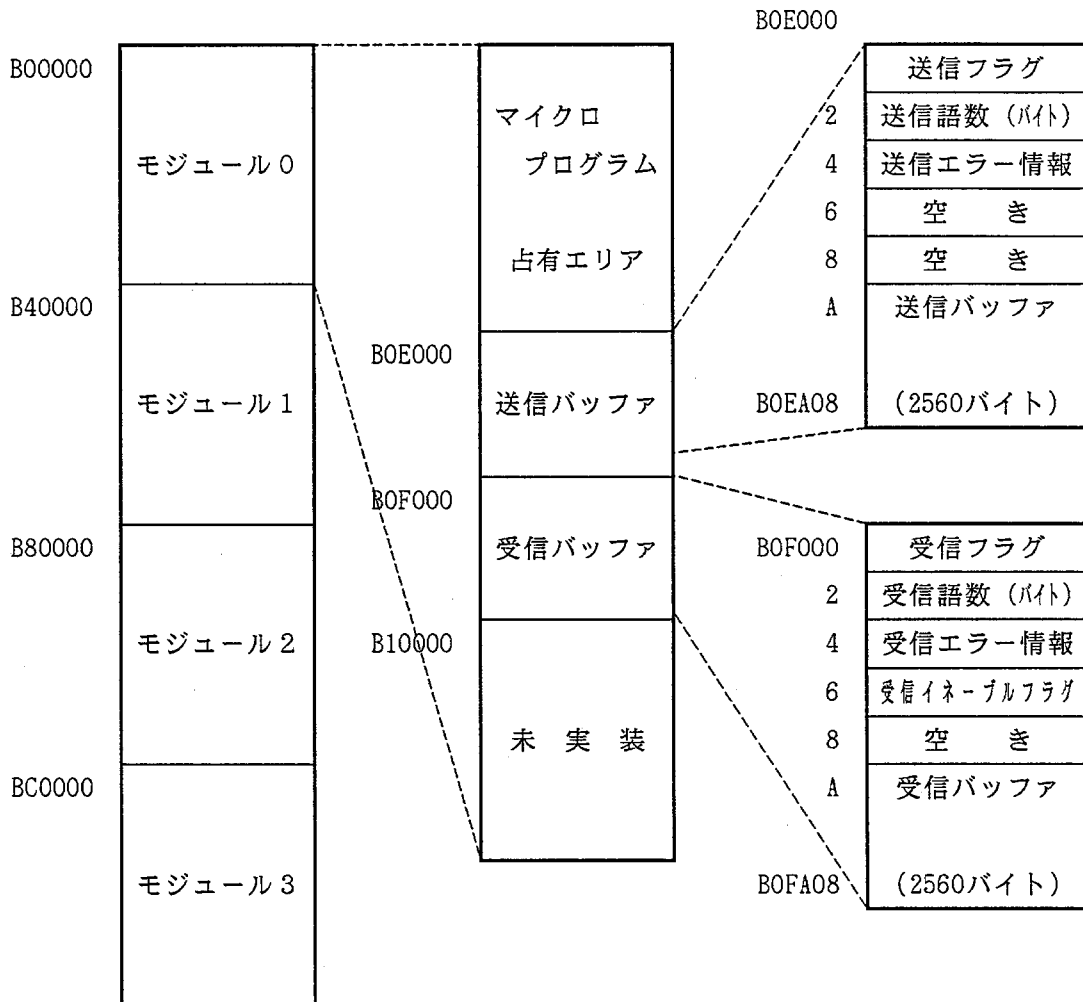 B00000
モジュール0
B40000
モジュール1
B80000
モジュール2
BC0000
モジュール3
マイクロ
プログラム
占有エリア
B0E000
送信バッファ
B0F000
受信バッファ
B10000
未 実 装
B0E000
送信フラグ
2 送信語数 (バイト)
4 送信エラー情報
6 空 き
8 空 き
A 送信バッファ
B0EA08 (2560バイト)
B0F000 受信フラグ
2 受信語数 (バイト)
4 受信エラー情報
6 受信イネーブルフラグ
8 空 き
A 受信バッファ
B0FA08 (2560バイト)